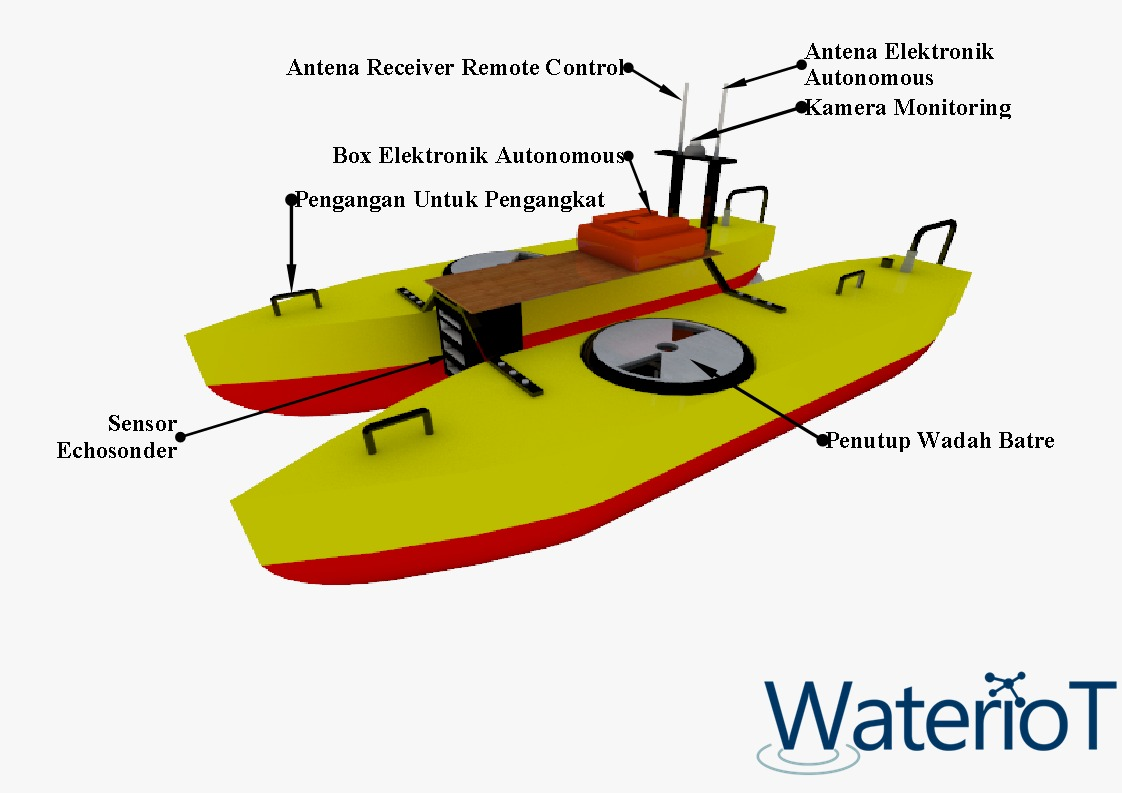 Antena Receiver Remote Control
Antena Elektronik
Autonomous
Kamera Monitoring
Box Elektronik Autonomous
Pengangan Untuk Pengangkat
Sensor
Echosonder
Penutup Wadah Batre
WaterioT